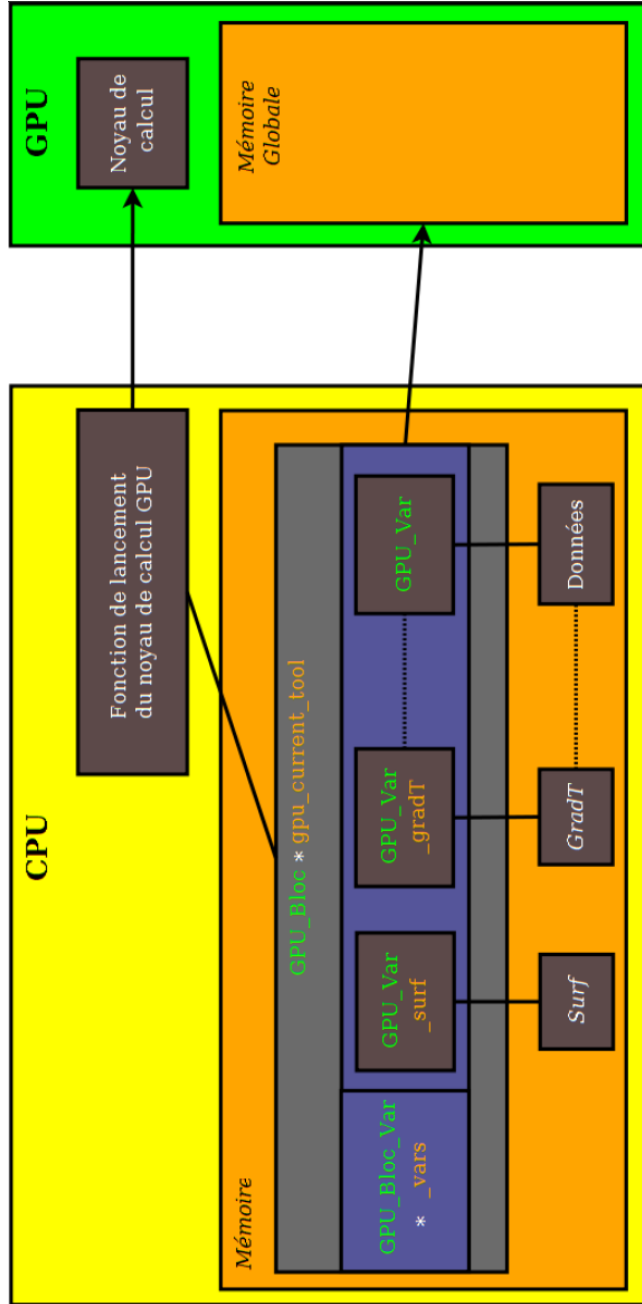 CPU
Fonction de lancement
du noyau de calcul GPU
Mémoire
GPU_Bloc * gpu_current_tool
GPU_Bloc_Var
* _vars
GPU_Var
_surf
GPU_Var
_gradT
GPU_Var
Surf
GradT
Données
GPU
Noyau de
calcul
Mémoire
Globale